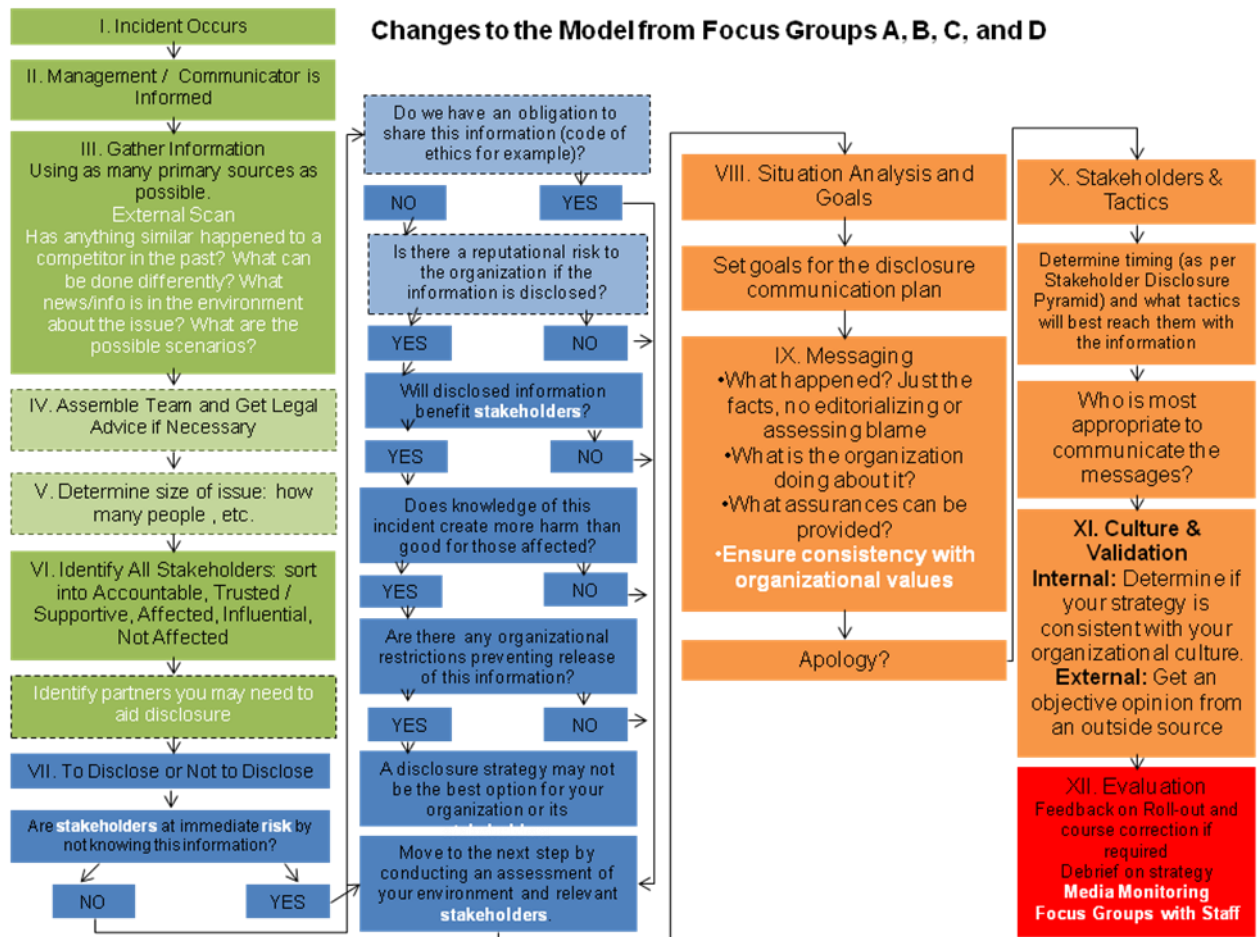 Changes to the Model from Focus Groups A, B, C, and D
I. Incident Occurs
II. Management / Communicator is
Informed
III. Gather Information
Using as many primary sources as
possible.
External Scan
Has anything similar happened to a
competitor in the past? What can
be done differently? What
news/info is in the environment
about the issue? What are the
possible scenarios?
IV. Assemble Team and Get Legal
Advice if Necessary
V. Determine size of issue: how
many people , etc.
VI. Identify All Stakeholders: sort
into Accountable, Trusted /
Supportive, Affected, Influential,
Not Affected
Identify partners you may need to
aid disclosure
VII. To Disclose or Not to Disclose
Are stakeholders at immediate risk by
not knowing this information?
NO
YES
Do we have an obligation to
share this information (code of
ethics for example)?
NO
YES
Is there a reputational risk to
the organization if the
information is disclosed?
YES
NO
Will disclosed information
benefit stakeholders?
YES
NO
Does knowledge of this
incident create more harm than
good for those affected?
YES
NO
Are there any organizational
restrictions preventing release
of this information?
YES
NO
A disclosure strategy may not
be the best option for your
organization or its
Move to the next step by
conducting an assessment of
your environment and relevant
stakeholders.
VIII. Situation Analysis and
Goals
Set goals for the disclosure
communication plan
IX. Messaging
•What happened? Just the
facts, no editorializing or
assessing blame
•What is the organization
doing about it?
•What assurances can be
provided?
•Ensure consistency with
organizational values
Apology?
X. Stakeholders &
Tactics
Determine timing (as per
Stakeholder Disclosure
Pyramid) and what tactics
will best reach them with
the information
Who is most
appropriate to
communicate the
messages?
XI. Culture &
Validation
Internal: Determine if
your strategy is
consistent with your
organizational culture.
External: Get an
objective opinion from
an outside source
XII. Evaluation
Feedback on Roll-out and
course correction if
required
Debrief on strategy
Media Monitoring
Focus Groups with Staff